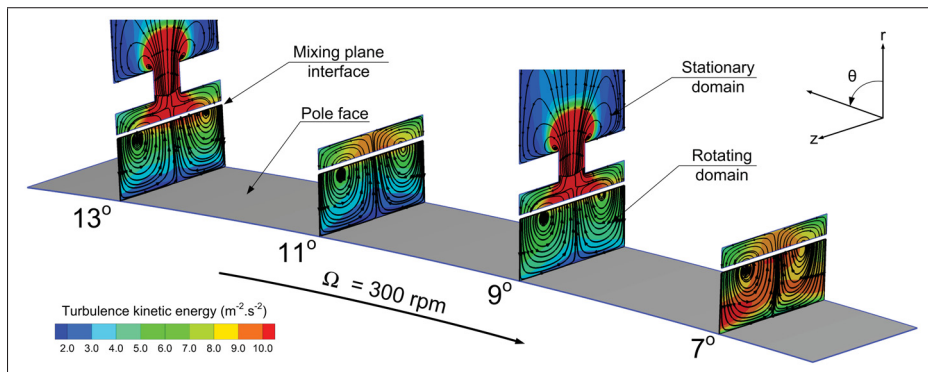 Mixing plane
interface
Pole face
Stationary
domain
Rotating
domain
r
θ
z
13°
11°
9°
7°
Ω = 300 rpm
Turbulence kinetic energy (m⁻².s⁻²)
2.0 3.0 4.0 5.0 6.0 7.0 8.0 9.0 10.0